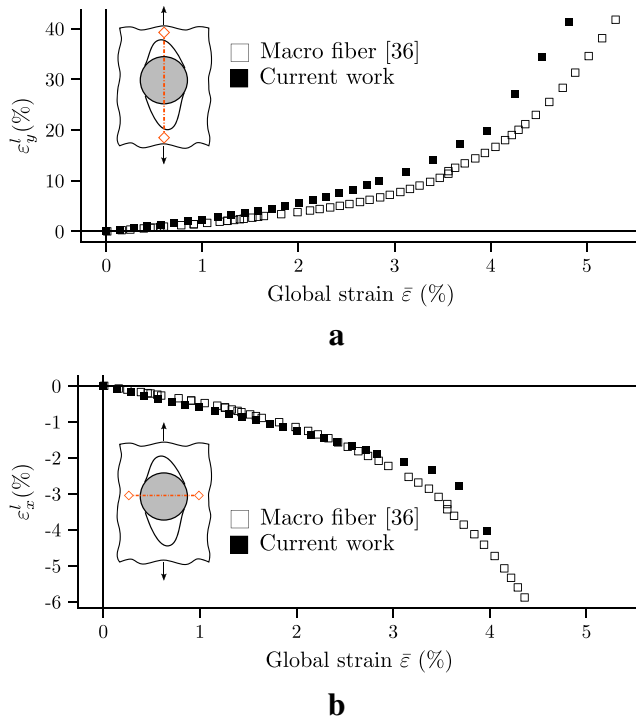 40
30
20
10
0
ε_y^l(%)
Macro fiber [36]
Current work
0 1 2 3 4 5
Global strain ε̄ (%)
a
0
-1
-2
-3
-4
-5
-6
ε_x^l(%)
Macro fiber [36]
Current work
0 1 2 3 4 5
Global strain ε̄ (%)
b